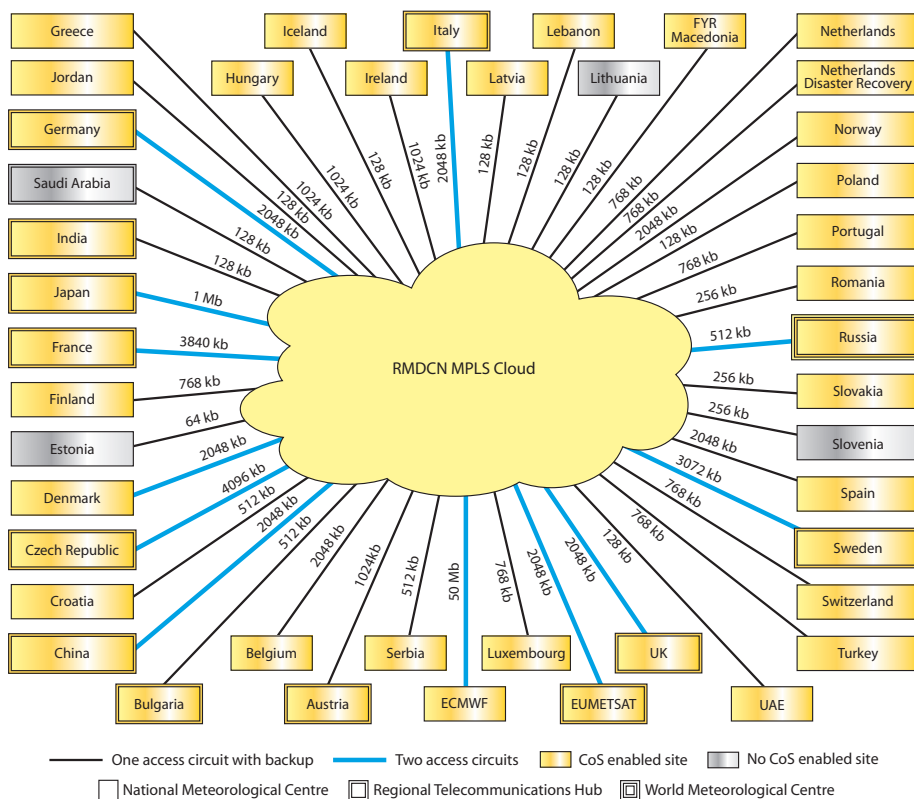 Greece
Iceland
Italy
Lebanon
FYR
Macedonia
Netherlands
Jordan
Hungary
Ireland
Latvia
Lithuania
Netherlands
Disaster Recovery
Germany
Norway
Saudi Arabia
Poland
India
Portugal
Japan
Romania
France
Russia
Finland
Slovakia
Estonia
Slovenia
Denmark
Spain
Czech Republic
Sweden
Croatia
Switzerland
China
Belgium
Serbia
Luxembourg
UK
Turkey
Bulgaria
Austria
ECMWF
EUMETSAT
UAE
1024 kb
128 kb
2048 kb
128 kb
128 kb
1 Mb
3840 kb
768 kb
64 kb
2048 kb
4096 kb
512 kb
2048 kb
512 kb
2048 kb
1024kb
512 kb
50 Mb
768 kb
2048 kb
2048 kb
128 kb
768 kb
768 kb
3072 kb
2048 kb
256 kb
256 kb
512 kb
256 kb
768 kb
128 kb
2048 kb
768 kb
768 kb
128 kb
128 kb
128 kb
128 kb
2048 kb
1024 kb
128 kb
1024 kb
RMDCN MPLS Cloud
One access circuit with backup
Two access circuits
CoS enabled site
No CoS enabled site
National Meteorological Centre
Regional Telecommunications Hub
World Meteorological Centre